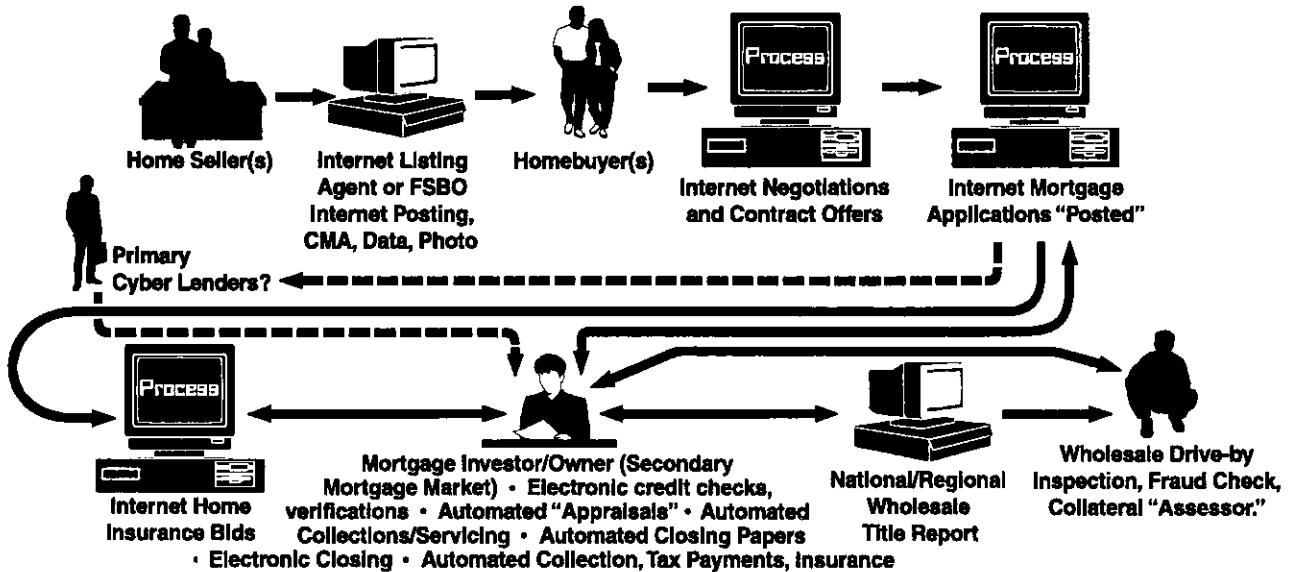 Process
Process
Home Seller(s)
Internet Listing
Agent or FSBO
Internet Posting,
CMA, Data, Photo
Homebuyer(s)
Internet Negotiations
and Contract Offers
Internet Mortgage
Applications “Posted”
Primary
Cyber Lenders?
Process
Internet Home
Insurance Bids
Mortgage Investor/Owner (Secondary
Mortgage Market) • Electronic credit checks,
verifications • Automated “Appraisals” • Automated
Collections/Servicing • Automated Closing Papers
• Electronic Closing • Automated Collection, Tax Payments, Insurance
National/Regional
Wholesale
Title Report
Wholesale Drive-by
Inspection, Fraud Check,
Collateral “Assessor.”